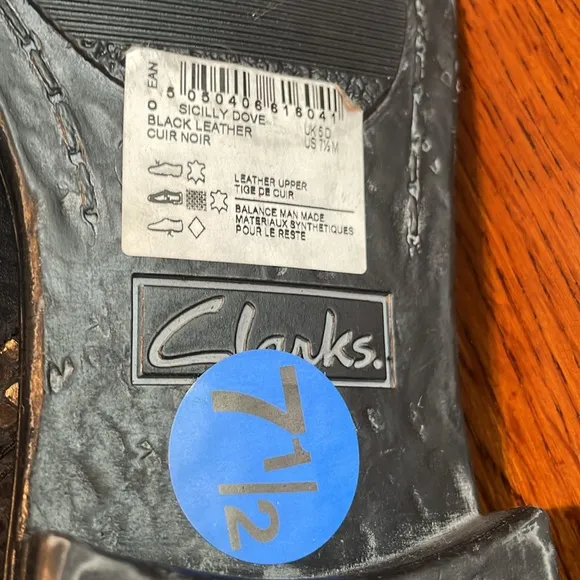 EAN
5 050406 616041
O SICILLY DOVE
BLACK LEATHER
CUIR NOIR
UK 5 D
US 7½ M
LEATHER UPPER
TIGE DE CUIR
BALANCE MAN MADE
MATERIAUX SYNTHETIQUES
POUR LE RESTE
Clarks.
7 1/2